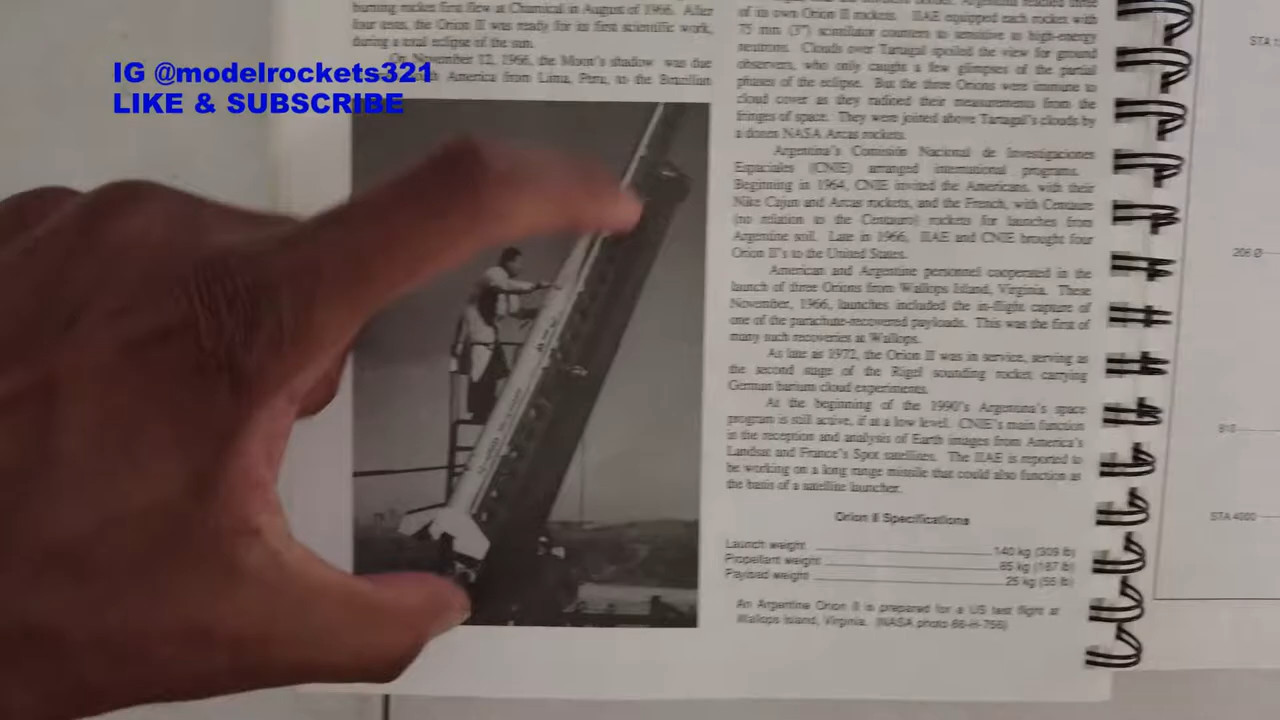 IG @modelrockets321
LIKE & SUBSCRIBE
burning rocket first flew at Chamical in August of 1966. After
four tests, the Orion II was ready for its first scientific work,
during a total eclipse of the sun.
On November 12, 1966, the Moon's shadow was due
America from Lima, Peru, to the Brazilian
of its own Orion II rockets. IIAE equipped each rocket with
75 mm (3") scintillator counters to sensitive to high-energy
neutrons. Clouds over Tartagal spoiled the view for ground
observers, who only caught a few glimpses of the partial
phases of the eclipse. But the three Orions were immune to
cloud cover as they radioed their measurements from the
fringes of space. They were joined above Tartagal's clouds by
a dozen NASA Arcas rockets.
Argentina's Comisión Nacional de Investigaciones
Espaciales (CNIE) arranged international programs.
Beginning in 1964, CNIE invited the Americans, with their
Nike Cajun and Arcas rockets, and the French, with Centaure
(no relation to the Centauro) rockets for launches from
Argentine soil. Late in 1966, IIAE and CNIE brought four
Orion II's to the United States.
American and Argentine personnel cooperated in the
launch of three Orions from Wallops Island, Virginia. These
November, 1966, launches included the in-flight capture of
one of the parachute-recovered payloads. This was the first of
many such recoveries at Wallops.
As late as 1972, the Orion II was in service, serving as
the second stage of the Rigel sounding rocket carrying
German barium cloud experiments.
At the beginning of the 1990's Argentina's space
program is still active, if at a low level. CNIE's main function
is the reception and analysis of Earth images from America's
Landsat and France's Spot satellites. The IIAE is reported to
be working on a long range missile that could also function as
the basis of a satellite launcher.
Orion II Specifications
Launch weight 140 kg (309 lb)
Propellant weight 85 kg (187 lb)
Payload weight 25 kg (55 lb)
An Argentine Orion II is prepared for a US test flight at
Wallops Island, Virginia. (NASA photo 66-H-756)
STA
206 Ø
STA 4000